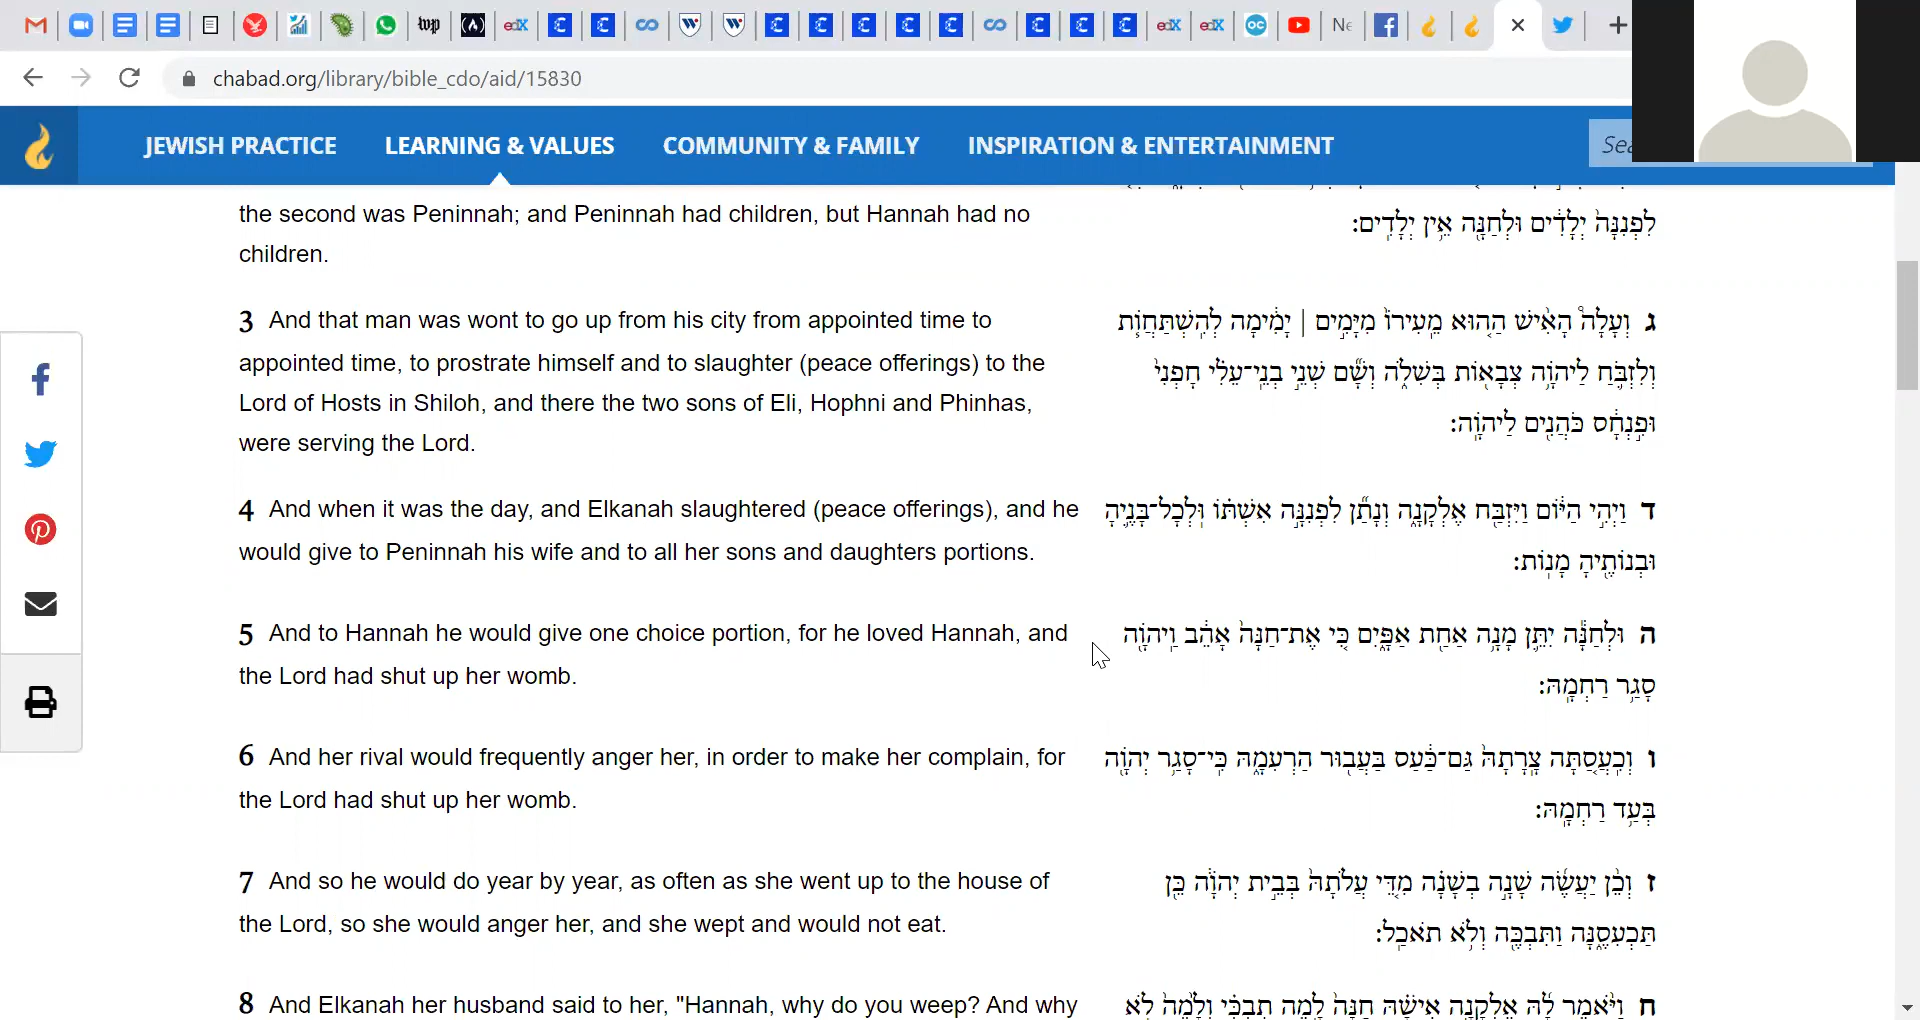 chabad.org/library/bible_cdo/aid/15830
JEWISH PRACTICE LEARNING & VALUES COMMUNITY & FAMILY INSPIRATION & ENTERTAINMENT
the second was Peninnah; and Peninnah had children, but Hannah had no
children.
לִפְנִנָּה֙ יְלָדִ֔ים וּלְחַנָּ֖ה אֵ֥ין יְלָדִֽים:
3 And that man was wont to go up from his city from appointed time to
appointed time, to prostrate himself and to slaughter (peace offerings) to the
Lord of Hosts in Shiloh, and there the two sons of Eli, Hophni and Phinhas,
were serving the Lord.
ג וְעָלָה֩ הָאִ֨ישׁ הַה֤וּא מֵֽעִירוֹ֙ מִיָּמִ֣ים | יָמִ֔ימָה לְהִֽשְׁתַּחֲו‍ֹ֧ת
וְלִזְבֹּ֛חַ לַיהֹוָ֥ה צְבָא֖וֹת בְּשִׁלֹ֑ה וְשָׁ֞ם שְׁנֵ֣י בְנֵֽי־עֵלִ֗י חָפְנִי֙
וּפִ֣נְחָ֔ס כֹּהֲנִ֖ים לַיהֹוָֽה:
4 And when it was the day, and Elkanah slaughtered (peace offerings), and he
would give to Peninnah his wife and to all her sons and daughters portions.
ד וַיְהִ֣י הַיּ֔וֹם וַיִּזְבַּ֖ח אֶלְקָנָ֑ה וְנָתַ֞ן לִפְנִנָּ֣ה אִשְׁתּ֗וֹ וּֽלְכָל־בָּנֶ֛יהָ
וּבְנוֹתֶ֖יהָ מָנֽוֹת:
5 And to Hannah he would give one choice portion, for he loved Hannah, and
the Lord had shut up her womb.
ה וּלְחַנָּ֕ה יִתֵּ֛ן מָנָ֥ה אַחַ֖ת אַפָּ֑יִם כִּ֤י אֶת־חַנָּה֙ אָהֵ֔ב וַֽיהֹוָ֖ה
סָגַ֥ר רַחְמָֽהּ:
6 And her rival would frequently anger her, in order to make her complain, for
the Lord had shut up her womb.
ו וְכִֽעֲסַ֤תָּה צָֽרָתָהּ֙ גַּם־כַּ֔עַס בַּעֲב֖וּר הַרְּעִמָ֑הּ כִּֽי־סָגַ֥ר יְהֹוָ֖ה
בְּעַ֥ד רַחְמָֽהּ:
7 And so he would do year by year, as often as she went up to the house of
the Lord, so she would anger her, and she wept and would not eat.
ז וְכֵ֨ן יַעֲשֶׂ֜ה שָׁנָ֣ה בְשָׁנָ֗ה מִדֵּ֤י עֲלֹתָהּ֙ בְּבֵ֣ית יְהֹוָ֔ה כֵּ֖ן
תַּכְעִסֶ֑נָּה וַתִּבְכֶּ֖ה וְלֹ֥א תֹאכַֽל:
8 And Elkanah her husband said to her, "Hannah, why do you weep? And why
ח וַיֹּ֨אמֶר לָ֜הּ אֶלְקָנָ֣ה אִישָׁ֗הּ חַנָּה֙ לָ֣מֶה תִבְכִּ֗י וְלָ֙מֶה֙ לֹ֣א